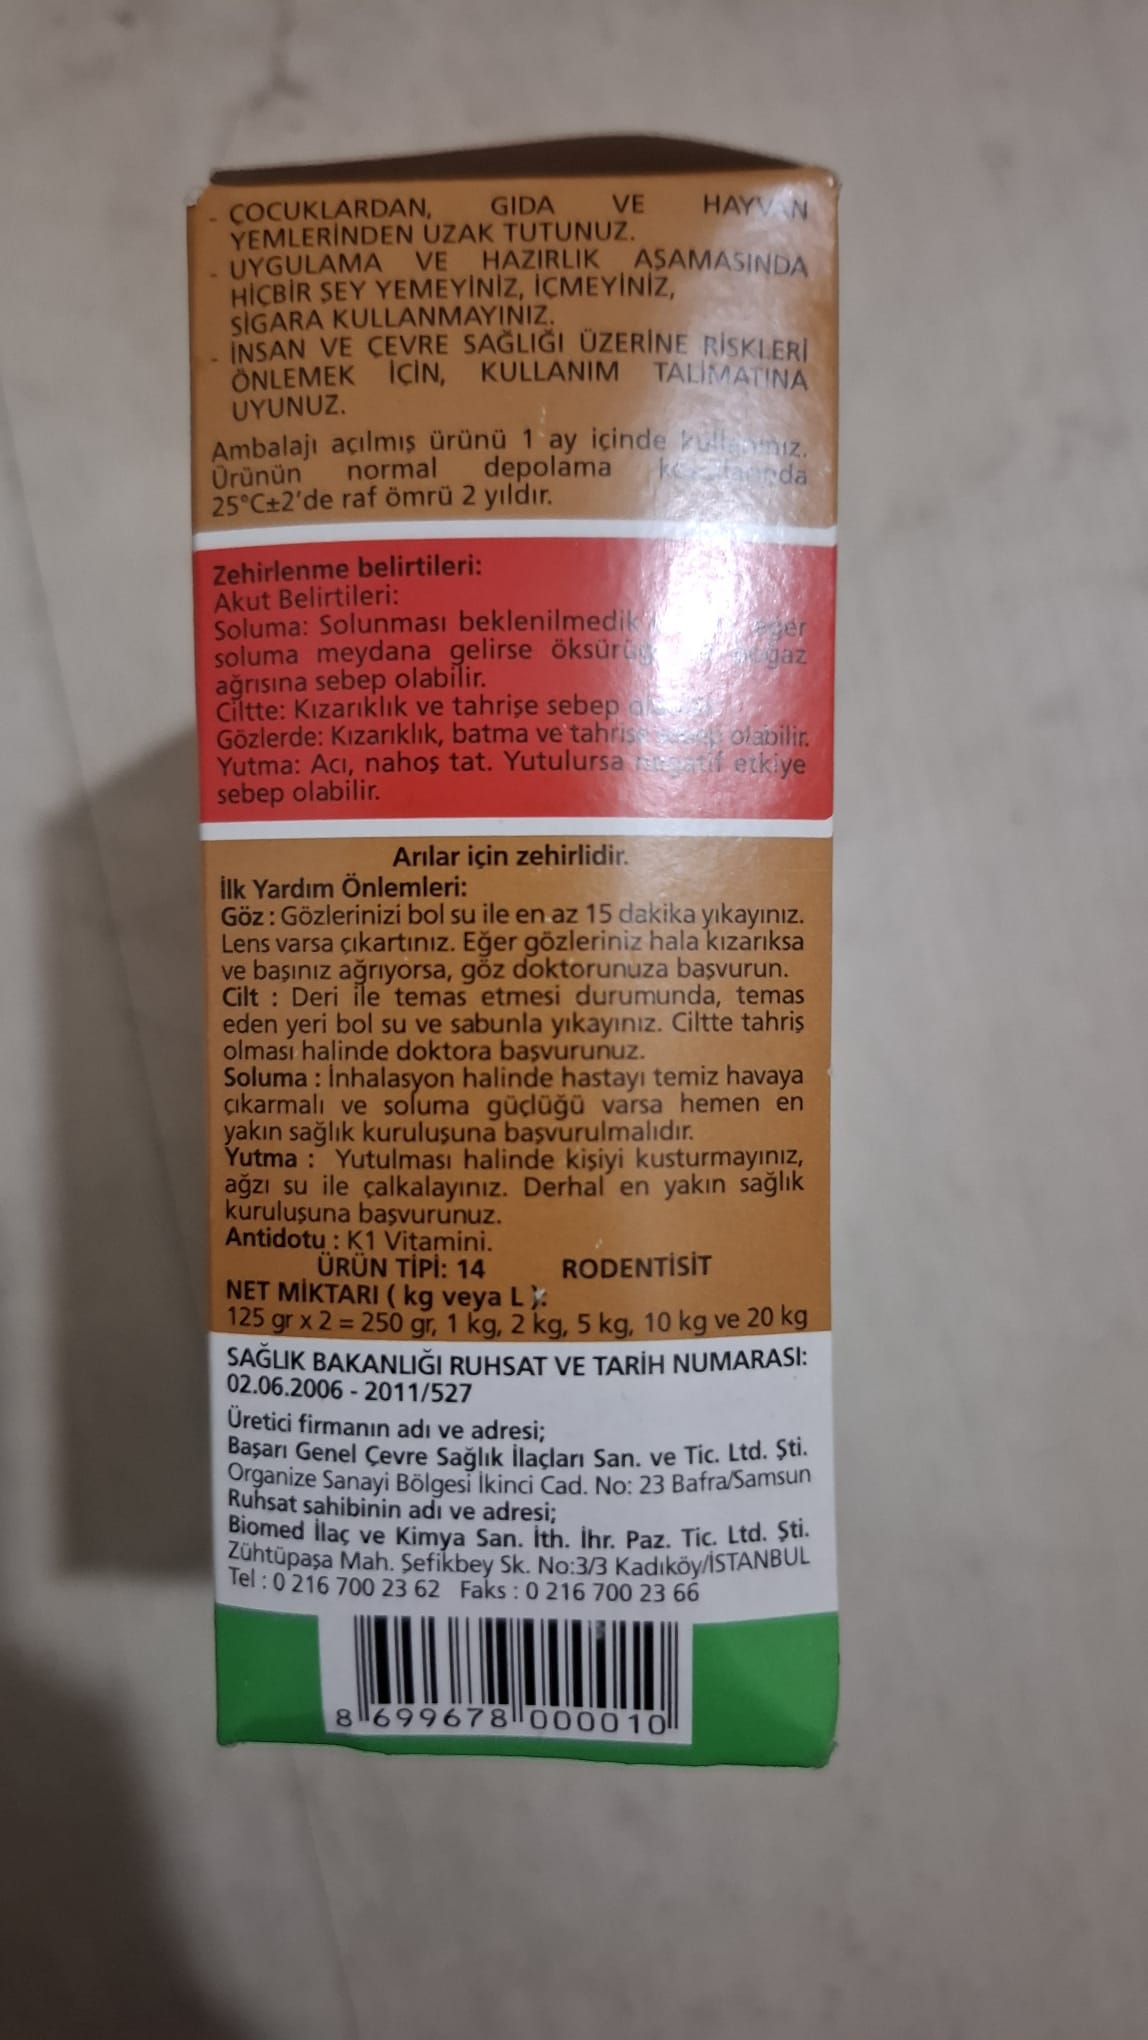 - ÇOCUKLARDAN, GIDA VE HAYVAN
YEMLERİNDEN UZAK TUTUNUZ.
- UYGULAMA VE HAZIRLIK AŞAMASINDA
HİÇBİR ŞEY YEMEYİNİZ, İÇMEYİNİZ,
SİGARA KULLANMAYINIZ.
- İNSAN VE ÇEVRE SAĞLIĞI ÜZERİNE RİSKLERİ
ÖNLEMEK İÇİN, KULLANIM TALİMATINA
UYUNUZ.
Ambalajı açılmış ürünü 1 ay içinde kullanınız.
Ürünün normal depolama
25°C±2'de raf ömrü 2 yıldır.
Zehirlenme belirtileri:
Akut Belirtileri:
Soluma: Solunması beklenilmedik eğer
soluma meydana gelirse boğaz
ağrısına sebep olabilir.
Ciltte: Kızarıklık ve tahrişe sebep
Gözlerde: Kızarıklık, batma ve tahrişe sebep olabilir.
Yutma: Acı, nahoş tat. Yutulursa negatif etkiye
sebep olabilir.
Arılar için zehirlidir.
İlk Yardım Önlemleri:
Göz : Gözlerinizi bol su ile en az 15 dakika yıkayınız.
Lens varsa çıkartınız. Eğer gözleriniz hala kızarıksa
ve başınız ağrıyorsa, göz doktorunuza başvurun.
Cilt : Deri ile temas etmesi durumunda, temas
eden yeri bol su ve sabunla yıkayınız. Ciltte tahriş
olması halinde doktora başvurunuz.
Soluma : İnhalasyon halinde hastayı temiz havaya
çıkarmalı ve soluma güçlüğü varsa hemen en
yakın sağlık kuruluşuna başvurulmalıdır.
Yutma : Yutulması halinde kişiyi kusturmayınız,
ağzı su ile çalkalayınız. Derhal en yakın sağlık
kuruluşuna başvurunuz.
Antidotu : K1 Vitamini.
ÜRÜN TİPİ: 14 RODENTİSİT
NET MİKTARI ( kg veya L ):
125 gr x 2 = 250 gr, 1 kg, 2 kg, 5 kg, 10 kg ve 20 kg
SAĞLIK BAKANLIĞI RUHSAT VE TARİH NUMARASI:
02.06.2006 - 2011/527
Üretici firmanın adı ve adresi;
Başarı Genel Çevre Sağlık İlaçları San. ve Tic. Ltd. Şti.
Organize Sanayi Bölgesi İkinci Cad. No: 23 Bafra/Samsun
Ruhsat sahibinin adı ve adresi;
Biomed İlaç ve Kimya San. İth. İhr. Paz. Tic. Ltd. Şti.
Zühtüpaşa Mah. Şefikbey Sk. No:3/3 Kadıköy/İSTANBUL
Tel : 0 216 700 23 62 Faks : 0 216 700 23 66
8 699678 000010